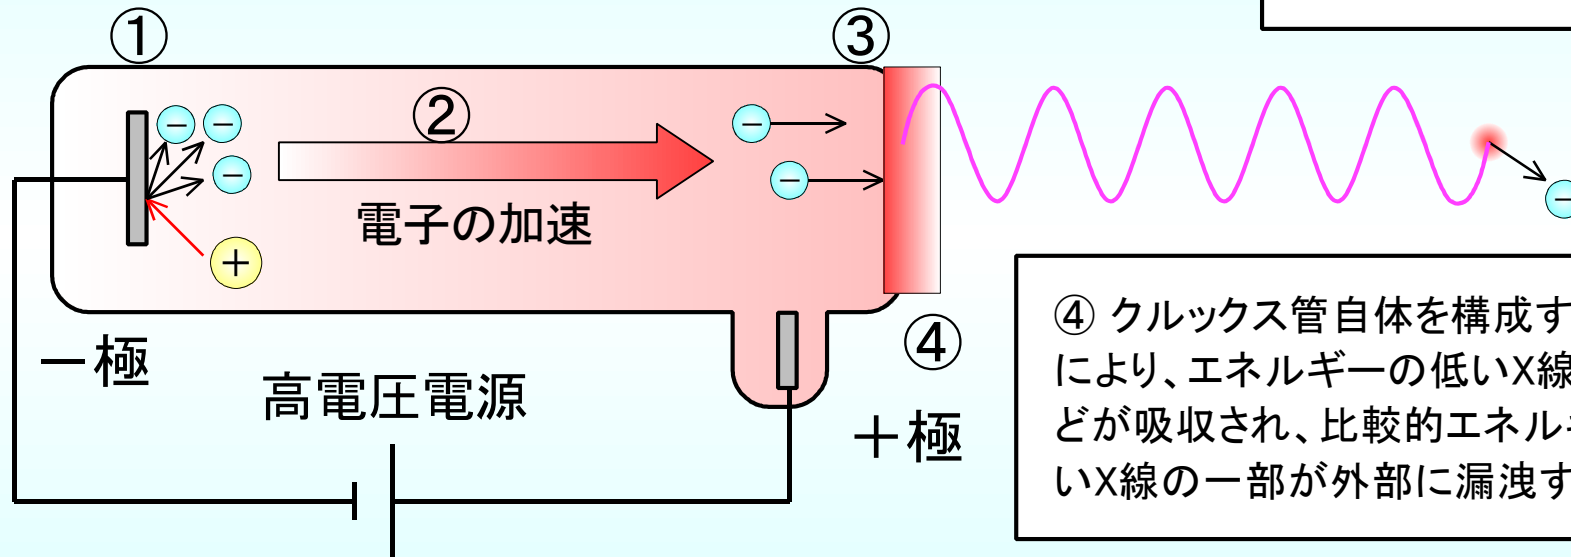 ①
③
②
電子の加速
－極
高電圧電源
④
＋極
④ クルックス管自体を構成す
により、エネルギーの低いX線
どが吸収され、比較的エネル
いX線の一部が外部に漏洩す